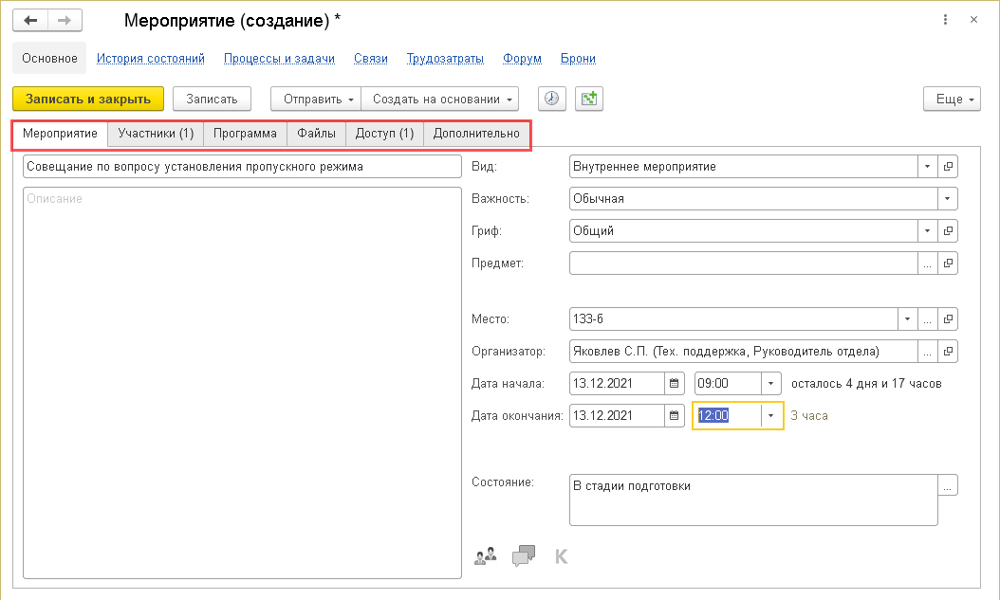 Мероприятие (создание) *
Основное История состояний Процессы и задачи Связи Трудозатраты Форум Брони
Записать и закрыть Записать Отправить Создать на основании Еще
Мероприятие Участники (1) Программа Файлы Доступ (1) Дополнительно
Совещание по вопросу установления пропускного режима
Описание
Вид: Внутреннее мероприятие
Важность: Обычная
Гриф: Общий
Предмет: ...
Место: 133-б ...
Организатор: Яковлев С.П. (Тех. поддержка, Руководитель отдела) ...
Дата начала: 13.12.2021 09:00 осталось 4 дня и 17 часов
Дата окончания: 13.12.2021 12:00 3 часа
Состояние: В стадии подготовки ...
К